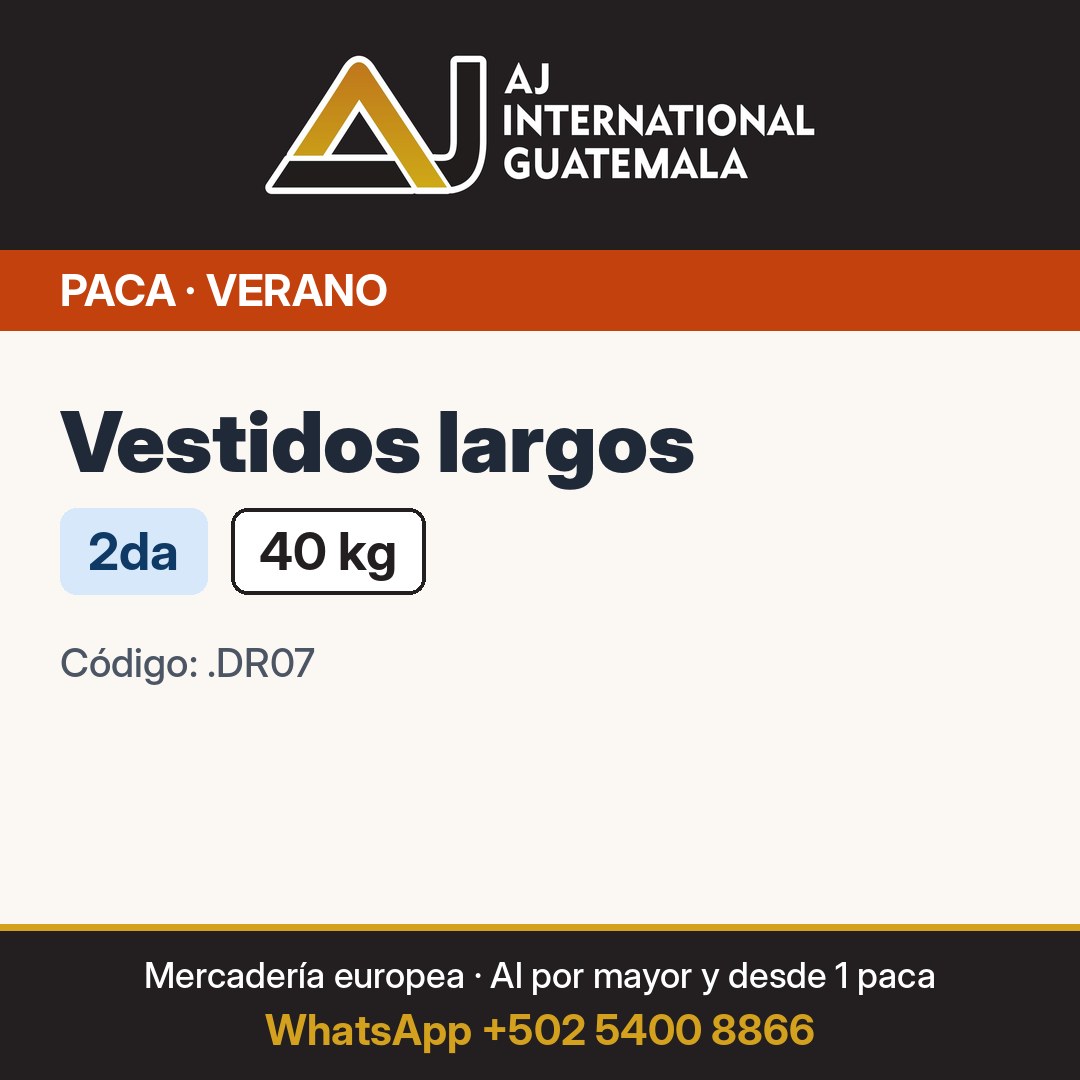 AJ
AJ
INTERNATIONAL
GUATEMALA
PACA · VERANO
Vestidos largos
2da
40 kg
Código: .DR07
Mercadería europea · Al por mayor y desde 1 paca
WhatsApp +502 5400 8866